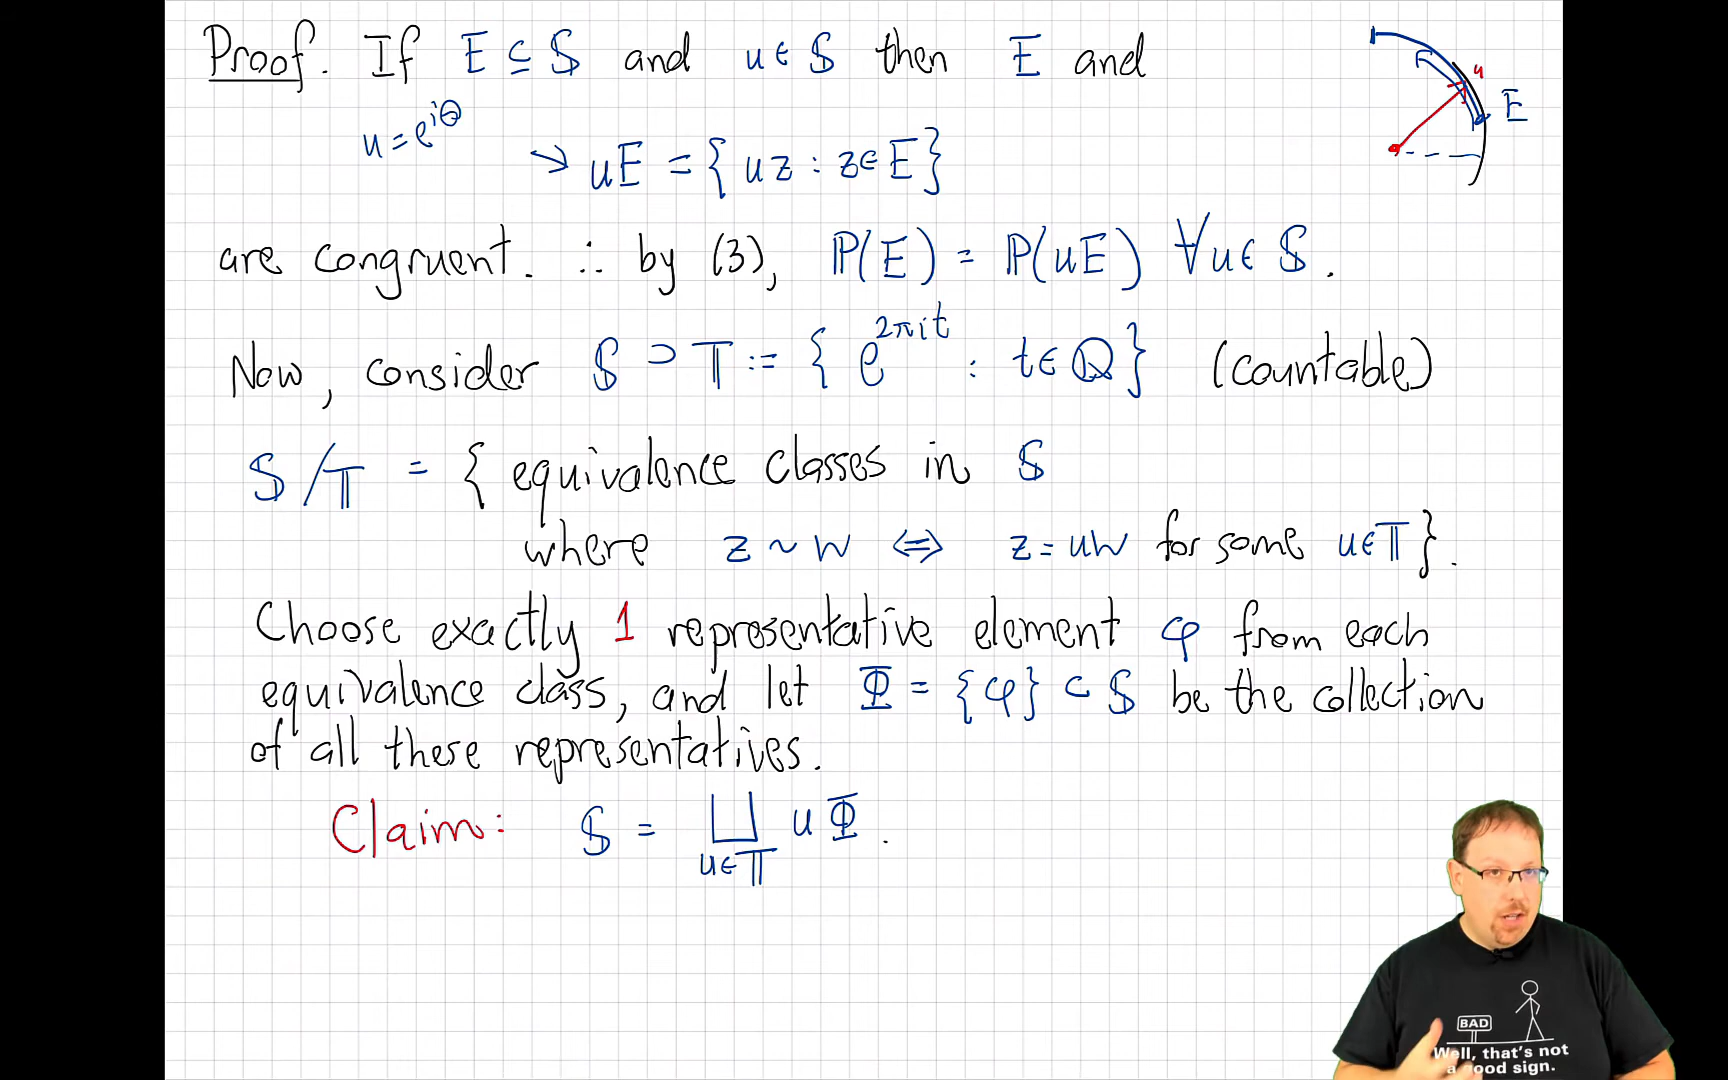 Proof. If E ⊆ 𝕊 and u ∈ 𝕊 then E and
u = e^{iθ}
→ uE = { uz : z ∈ E }
u
E
are congruent. ∴ by (3), ℙ(E) = ℙ(uE) ∀u ∈ 𝕊.
Now, consider 𝕊 ⊃ 𝕋 := { e^{2πit} : t ∈ ℚ } (countable)
𝕊/𝕋 = { equivalence classes in 𝕊
where z ~ w ⇔ z = uw for some u ∈ 𝕋 }.
Choose exactly 1 representative element φ from each
equivalence class, and let Φ = {φ} ⊂ 𝕊 be the collection
of all these representatives.
Claim: 𝕊 = ⊔_{u∈𝕋} uΦ.
BAD
Well, that's not
a good sign.